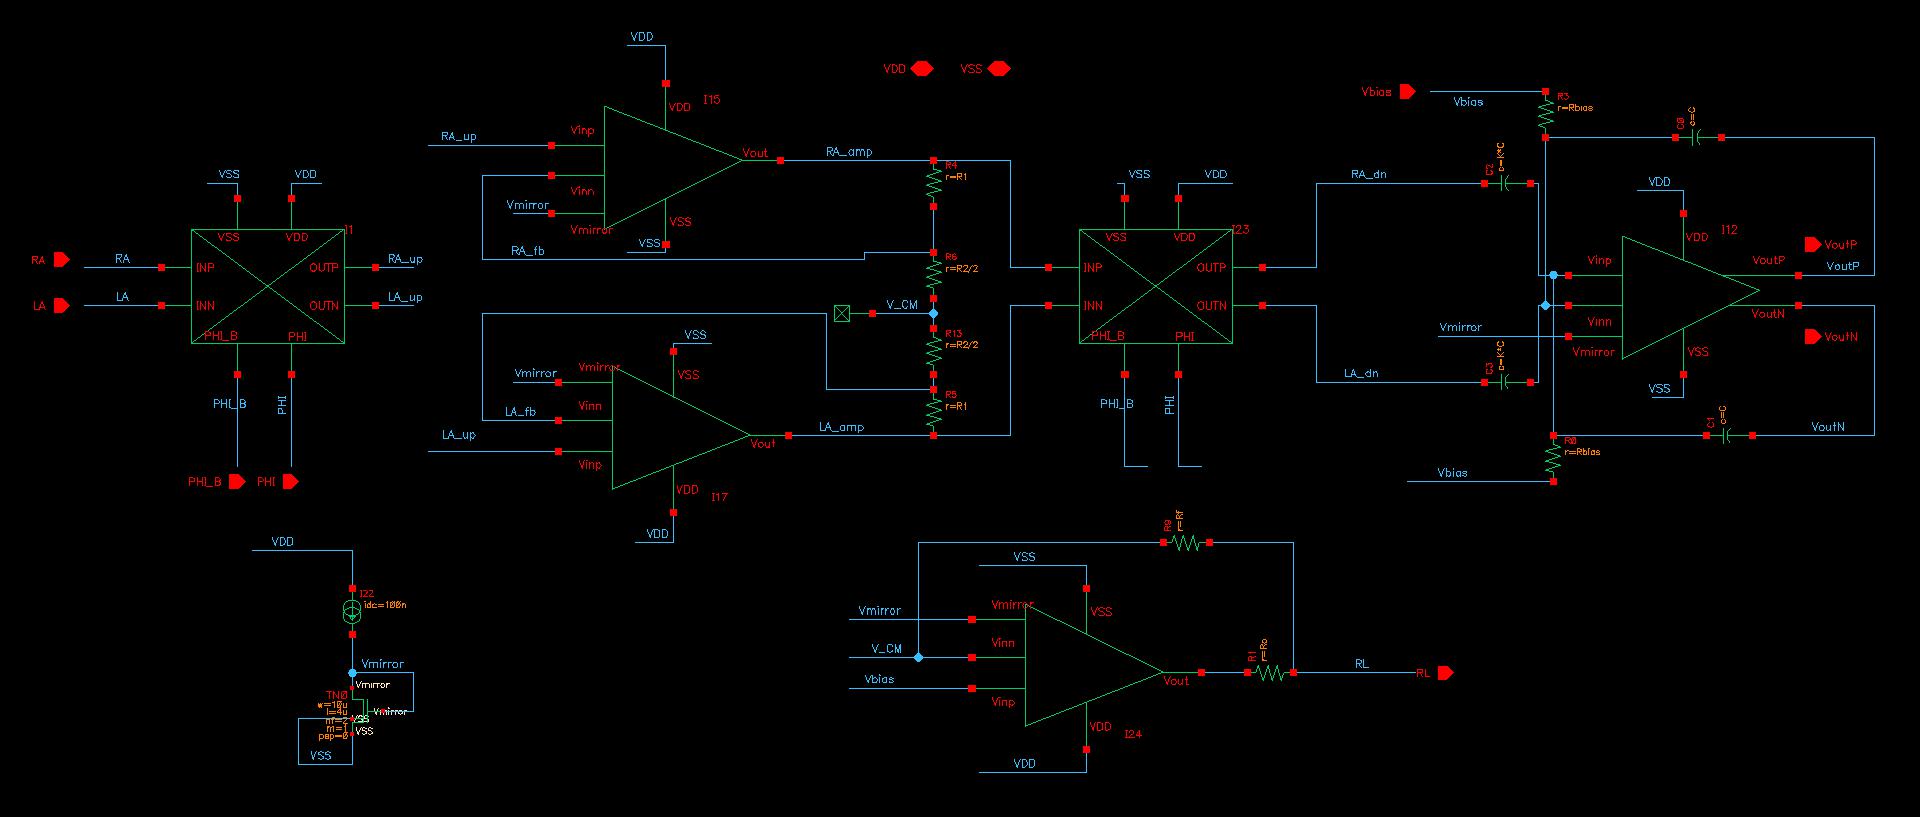 VDD
VDD
VSS
I15
VDD
Vbias
Vbias
R3
r=Rbias
C0
c=C
RA_up
Vinp
Vout
RA_amp
R4
r=R1
Vinn
Vmirror
Vmirror
VSS
VSS
RA_fb
VSS
VDD
I1
VSS
VDD
RA
RA
INP
OUTP
RA_up
LA
LA
INN
OUTN
LA_up
PHI_B
PHI
PHI_B
PHI
PHI_B
PHI
R6
r=R2/2
V_CM
R13
r=R2/2
R5
r=R1
VSS
VSS
Vmirror
Vmirror
Vinn
LA_fb
LA_up
Vinp
Vout
LA_amp
VDD
I17
VDD
VSS
VDD
I23
VSS
VDD
INP
OUTP
INN
OUTN
PHI_B
PHI
PHI_B
PHI
RA_dn
C2
c=K*C
VDD
I12
VDD
Vinp
VoutP
VoutP
VoutP
Vinn
VoutN
VoutN
Vmirror
Vmirror
VSS
VSS
LA_dn
C3
c=K*C
C1
c=C
VoutN
R0
r=Rbias
Vbias
VDD
I22
idc=100n
Vmirror
Vmirror
TN0
Vmirror
VSS
nf=2
m=1
VSS
VSS
R9
r=Rf
VSS
Vmirror
Vmirror
VSS
V_CM
Vinn
Vbias
Vinp
Vout
R1
r=Ro
RL
RL
VDD
I24
VDD